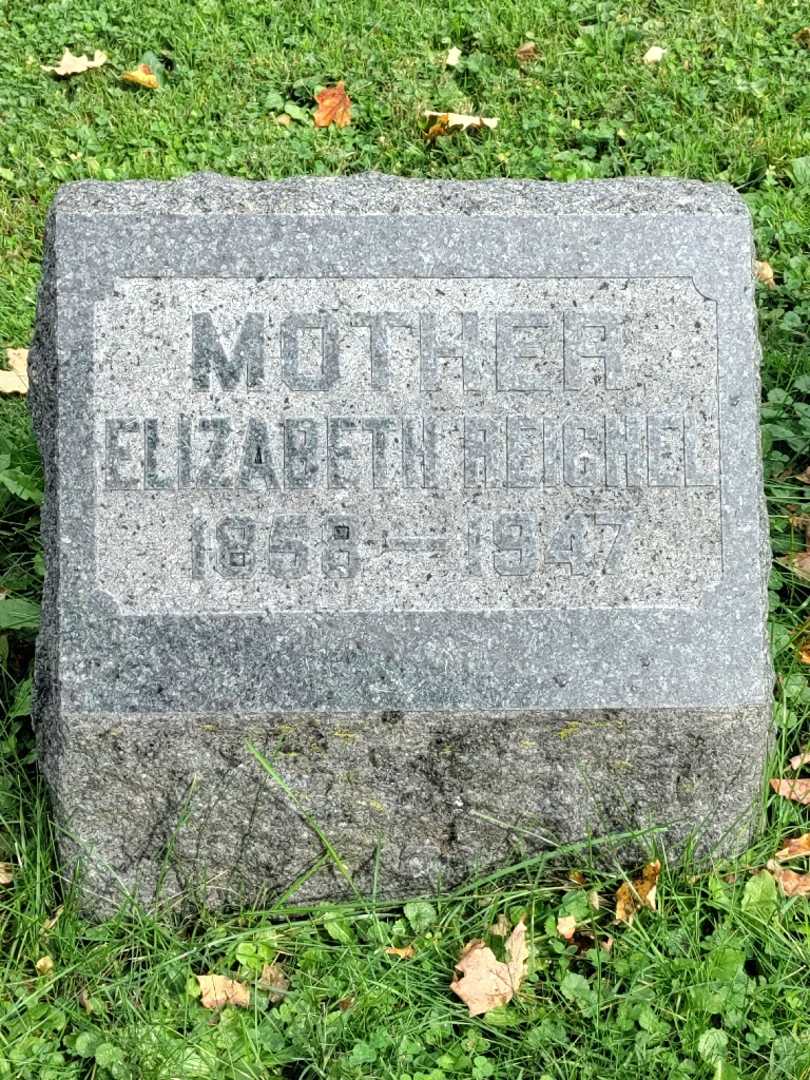 MOTHER
ELIZABETH REICHEL
1858 — 1947